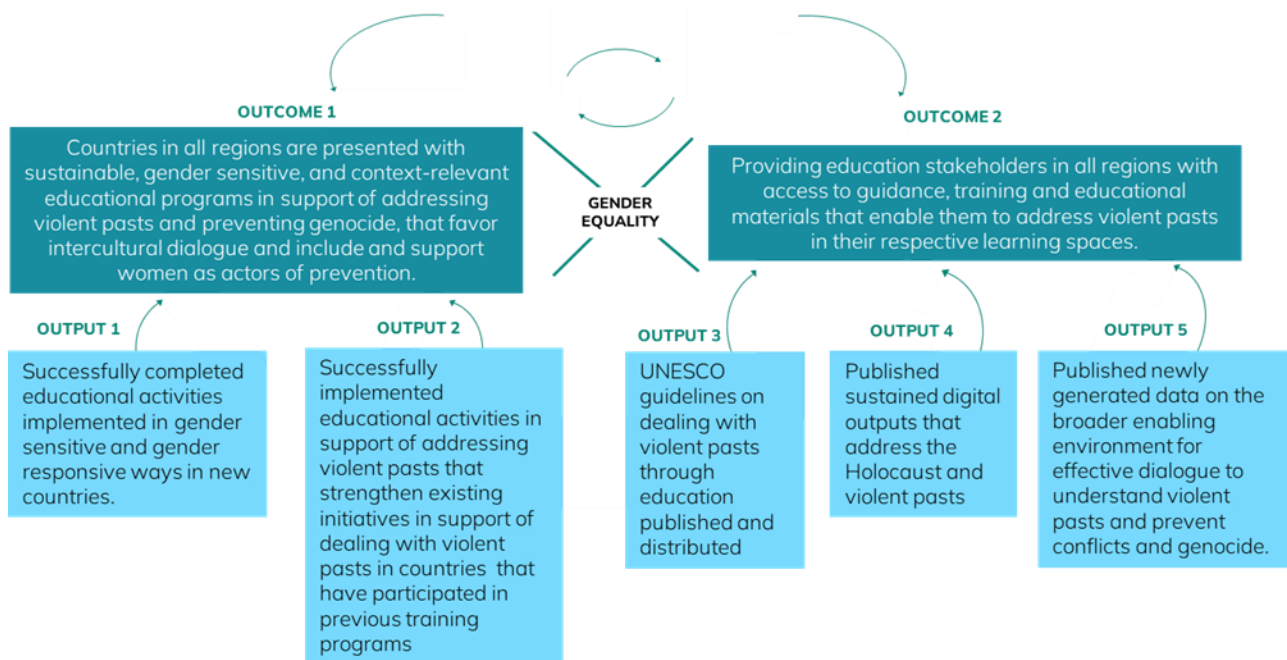 OUTCOME 1
Countries in all regions are presented with
sustainable, gender sensitive, and context-relevant
educational programs in support of addressing
violent pasts and preventing genocide, that favor
intercultural dialogue and include and support
women as actors of prevention.
GENDER
EQUALITY
OUTCOME 2
Providing education stakeholders in all regions with
access to guidance, training and educational
materials that enable them to address violent pasts
in their respective learning spaces.
OUTPUT 1
Successfully completed
educational activities
implemented in gender
sensitive and gender
responsive ways in new
countries.
OUTPUT 2
Successfully
implemented
educational activities in
support of addressing
violent pasts that
strengthen existing
initiatives in support of
dealing with violent
pasts in countries that
have participated in
previous training
programs
OUTPUT 3
UNESCO
guidelines on
dealing with
violent pasts
through
education
published and
distributed
OUTPUT 4
Published
sustained digital
outputs that
address the
Holocaust and
violent pasts
OUTPUT 5
Published newly
generated data on the
broader enabling
environment for
effective dialogue to
understand violent
pasts and prevent
conflicts and genocide.